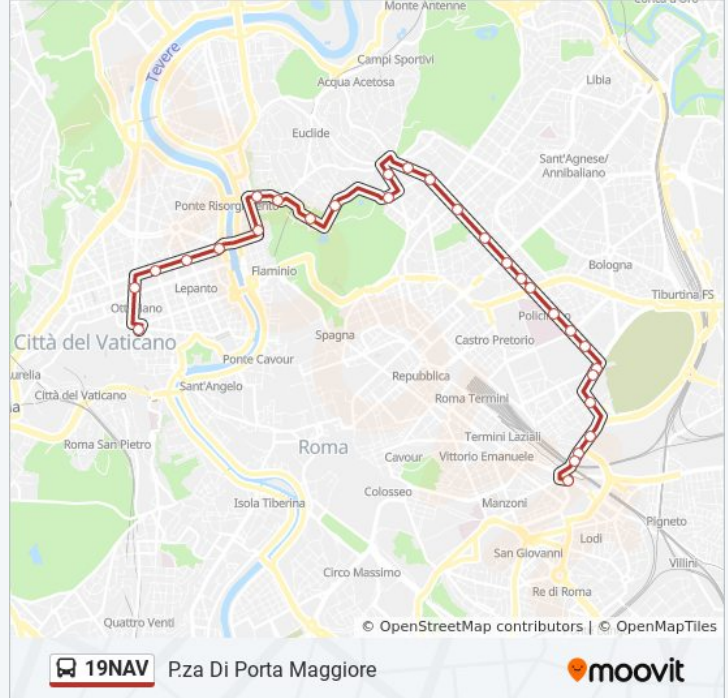 Monte Antenne
Tevere
Campi Sportivi
Libia
Acqua Acetosa
Euclide
Sant'Agnese/
Annibaliano
Ponte Risorgimento
Flaminio
Bologna
Lepanto
Tiburtina FS
Ottaviano
Policlinico
Spagna
Castro Pretorio
Città del Vaticano
Ponte Cavour
Repubblica
Sant'Angelo
Città del Vaticano
Roma Termini
Termini Laziali
Roma San Pietro
Roma
Cavour
Vittorio Emanuele
Colosseo
Isola Tiberina
Manzoni
Pigneto
Lodi
San Giovanni
Villini
Circo Massimo
Re di Roma
Quattro Venti
© OpenStreetMap contributors | © OpenMapTiles
19NAV P.za Di Porta Maggiore
moovit